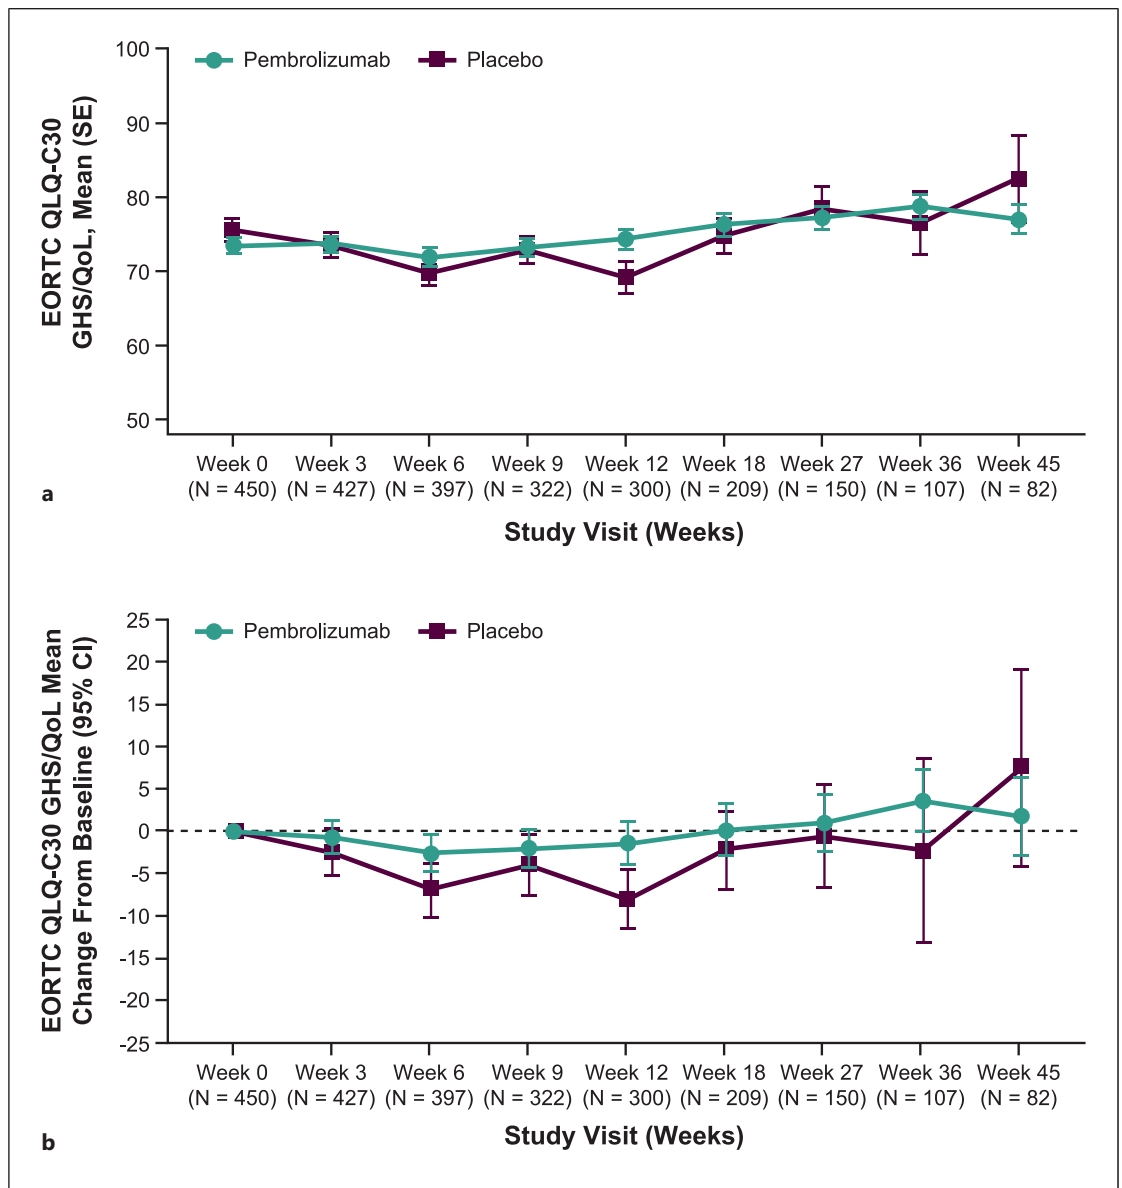 EORTC QLQ-C30
GHS/QoL, Mean (SE)
Pembrolizumab Placebo
100
90
80
70
60
50
Week 0 Week 3 Week 6 Week 9 Week 12 Week 18 Week 27 Week 36 Week 45
(N = 450) (N = 427) (N = 397) (N = 322) (N = 300) (N = 209) (N = 150) (N = 107) (N = 82)
a
Study Visit (Weeks)
EORTC QLQ-C30 GHS/QoL Mean
Change From Baseline (95% CI)
Pembrolizumab Placebo
25
20
15
10
5
0
-5
-10
-15
-20
-25
Week 0 Week 3 Week 6 Week 9 Week 12 Week 18 Week 27 Week 36 Week 45
(N = 450) (N = 427) (N = 397) (N = 322) (N = 300) (N = 209) (N = 150) (N = 107) (N = 82)
b
Study Visit (Weeks)